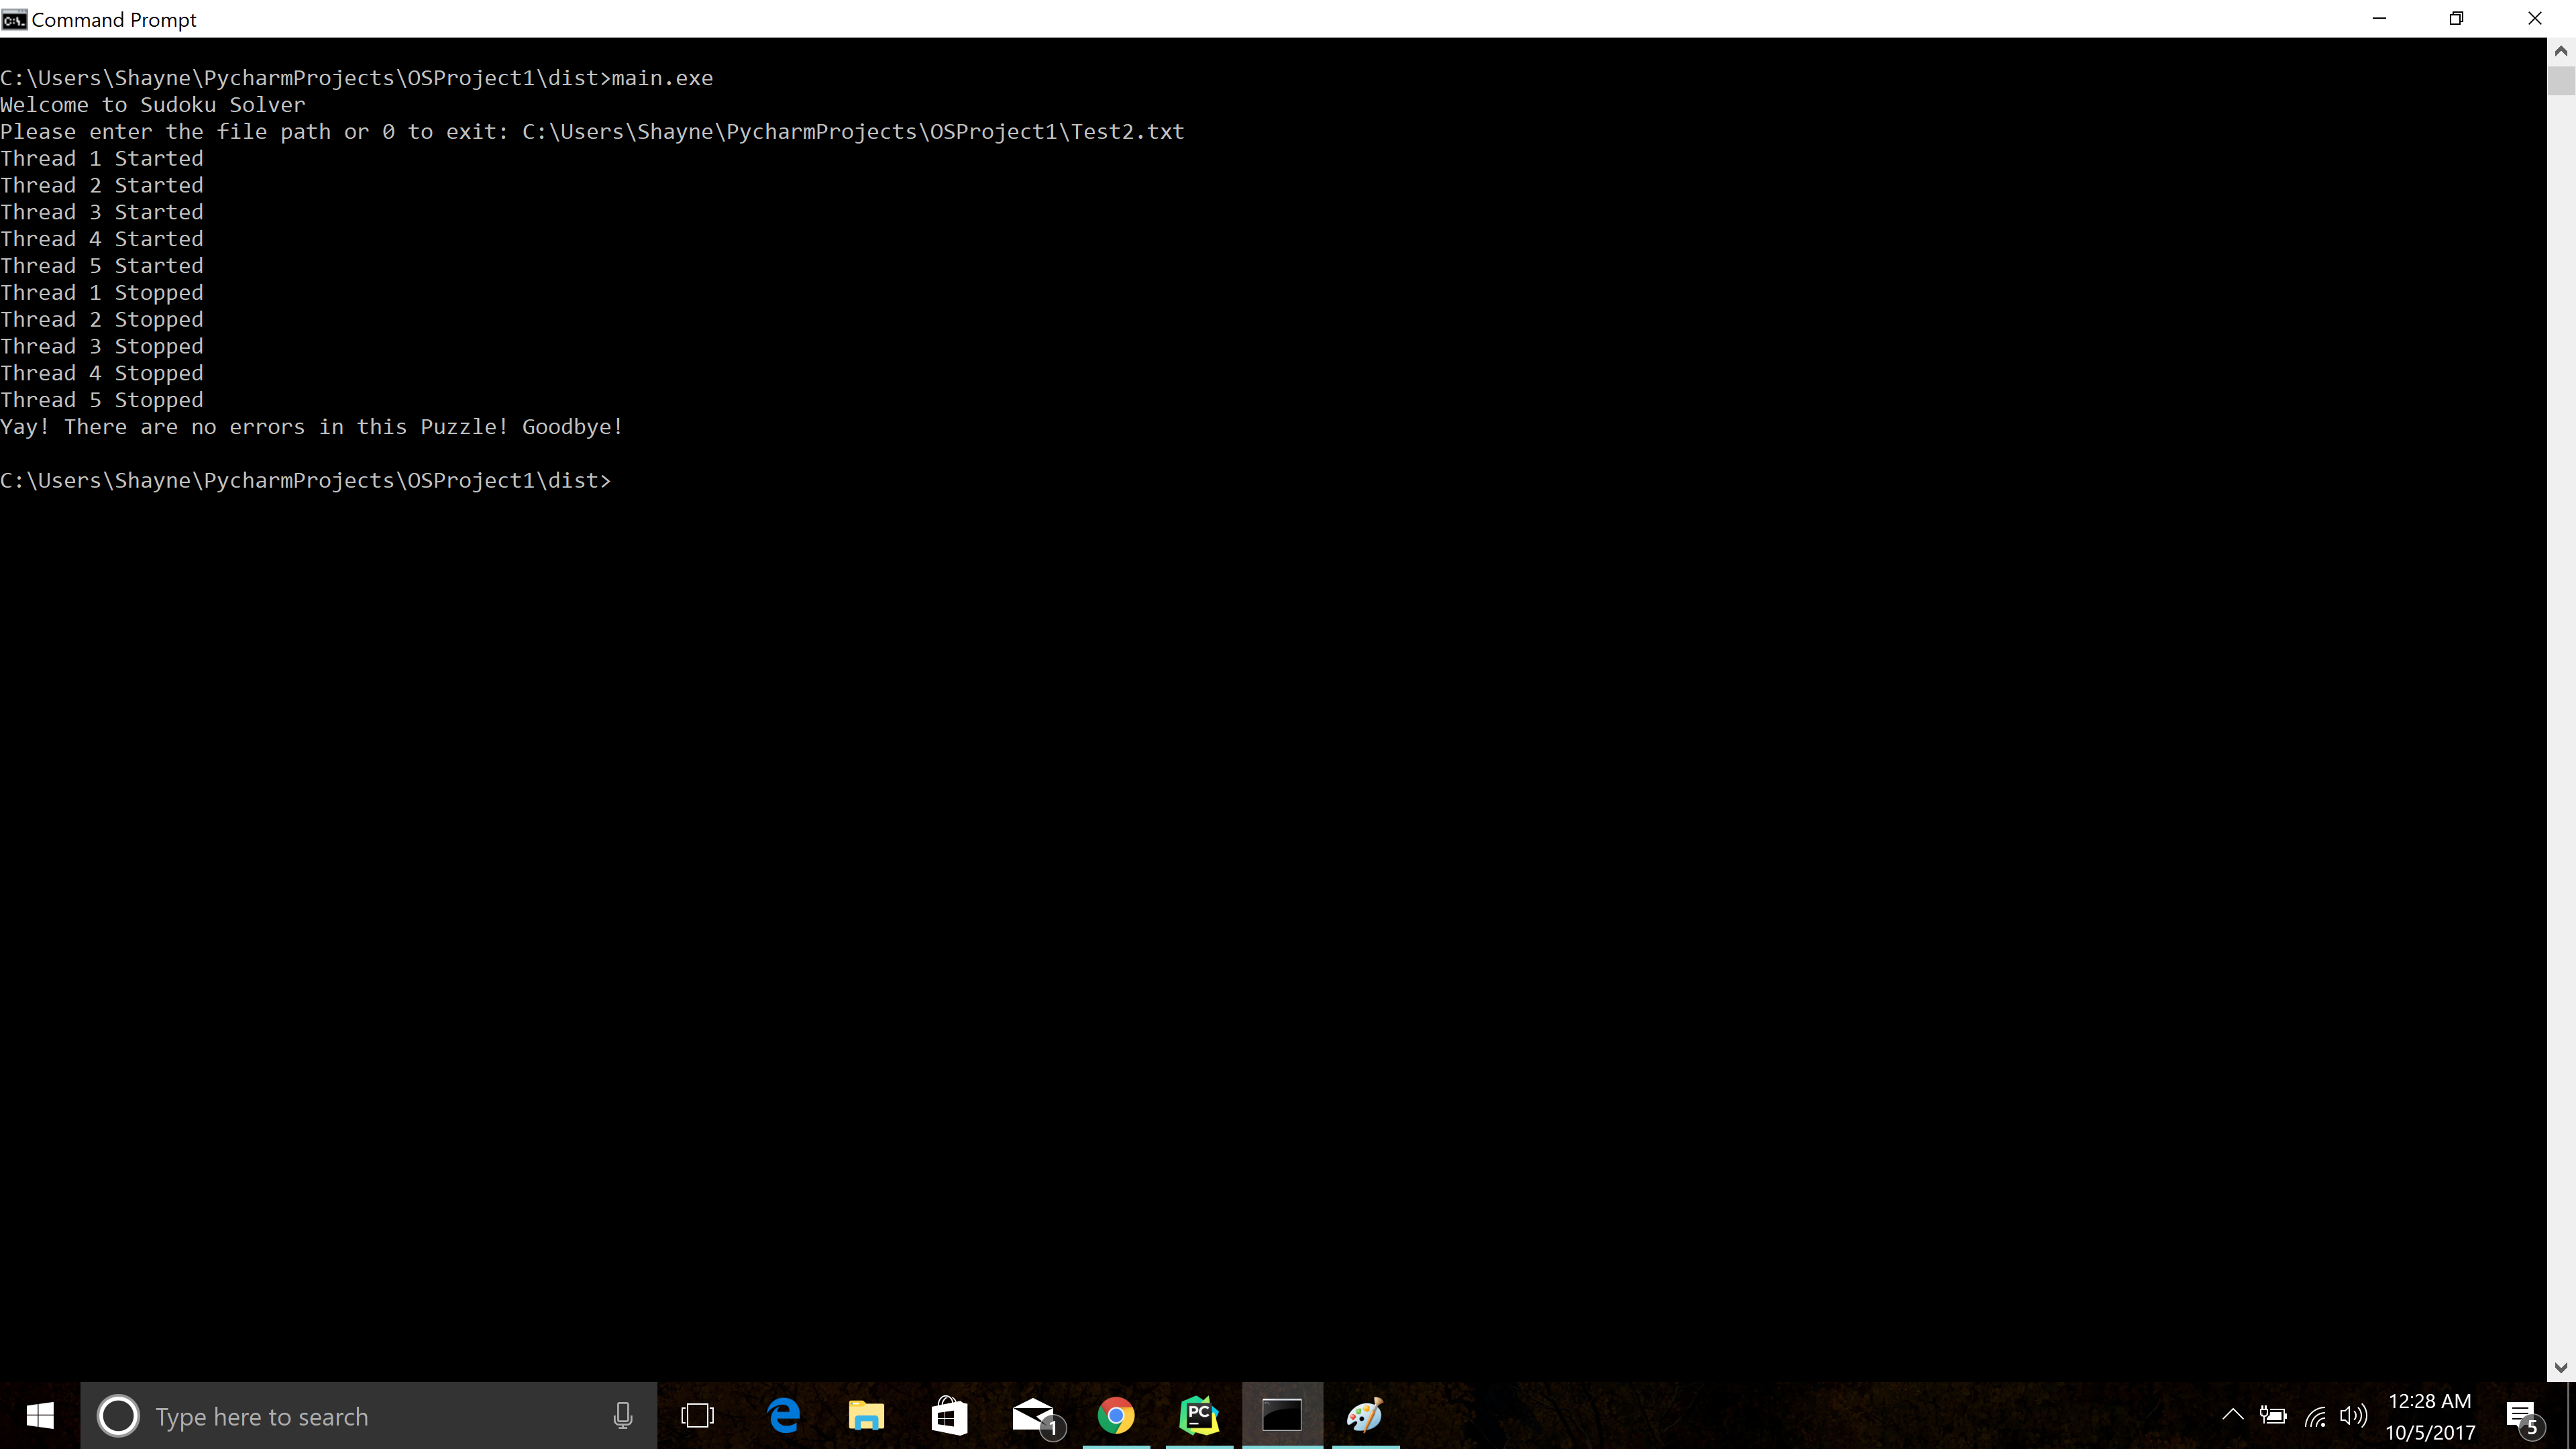 Command Prompt
C:\Users\Shayne\PycharmProjects\OSProject1\dist>main.exe
Welcome to Sudoku Solver
Please enter the file path or 0 to exit: C:\Users\Shayne\PycharmProjects\OSProject1\Test2.txt
Thread 1 Started
Thread 2 Started
Thread 3 Started
Thread 4 Started
Thread 5 Started
Thread 1 Stopped
Thread 2 Stopped
Thread 3 Stopped
Thread 4 Stopped
Thread 5 Stopped
Yay! There are no errors in this Puzzle! Goodbye!
C:\Users\Shayne\PycharmProjects\OSProject1\dist>
Type here to search
1
PC
12:28 AM
10/5/2017
5